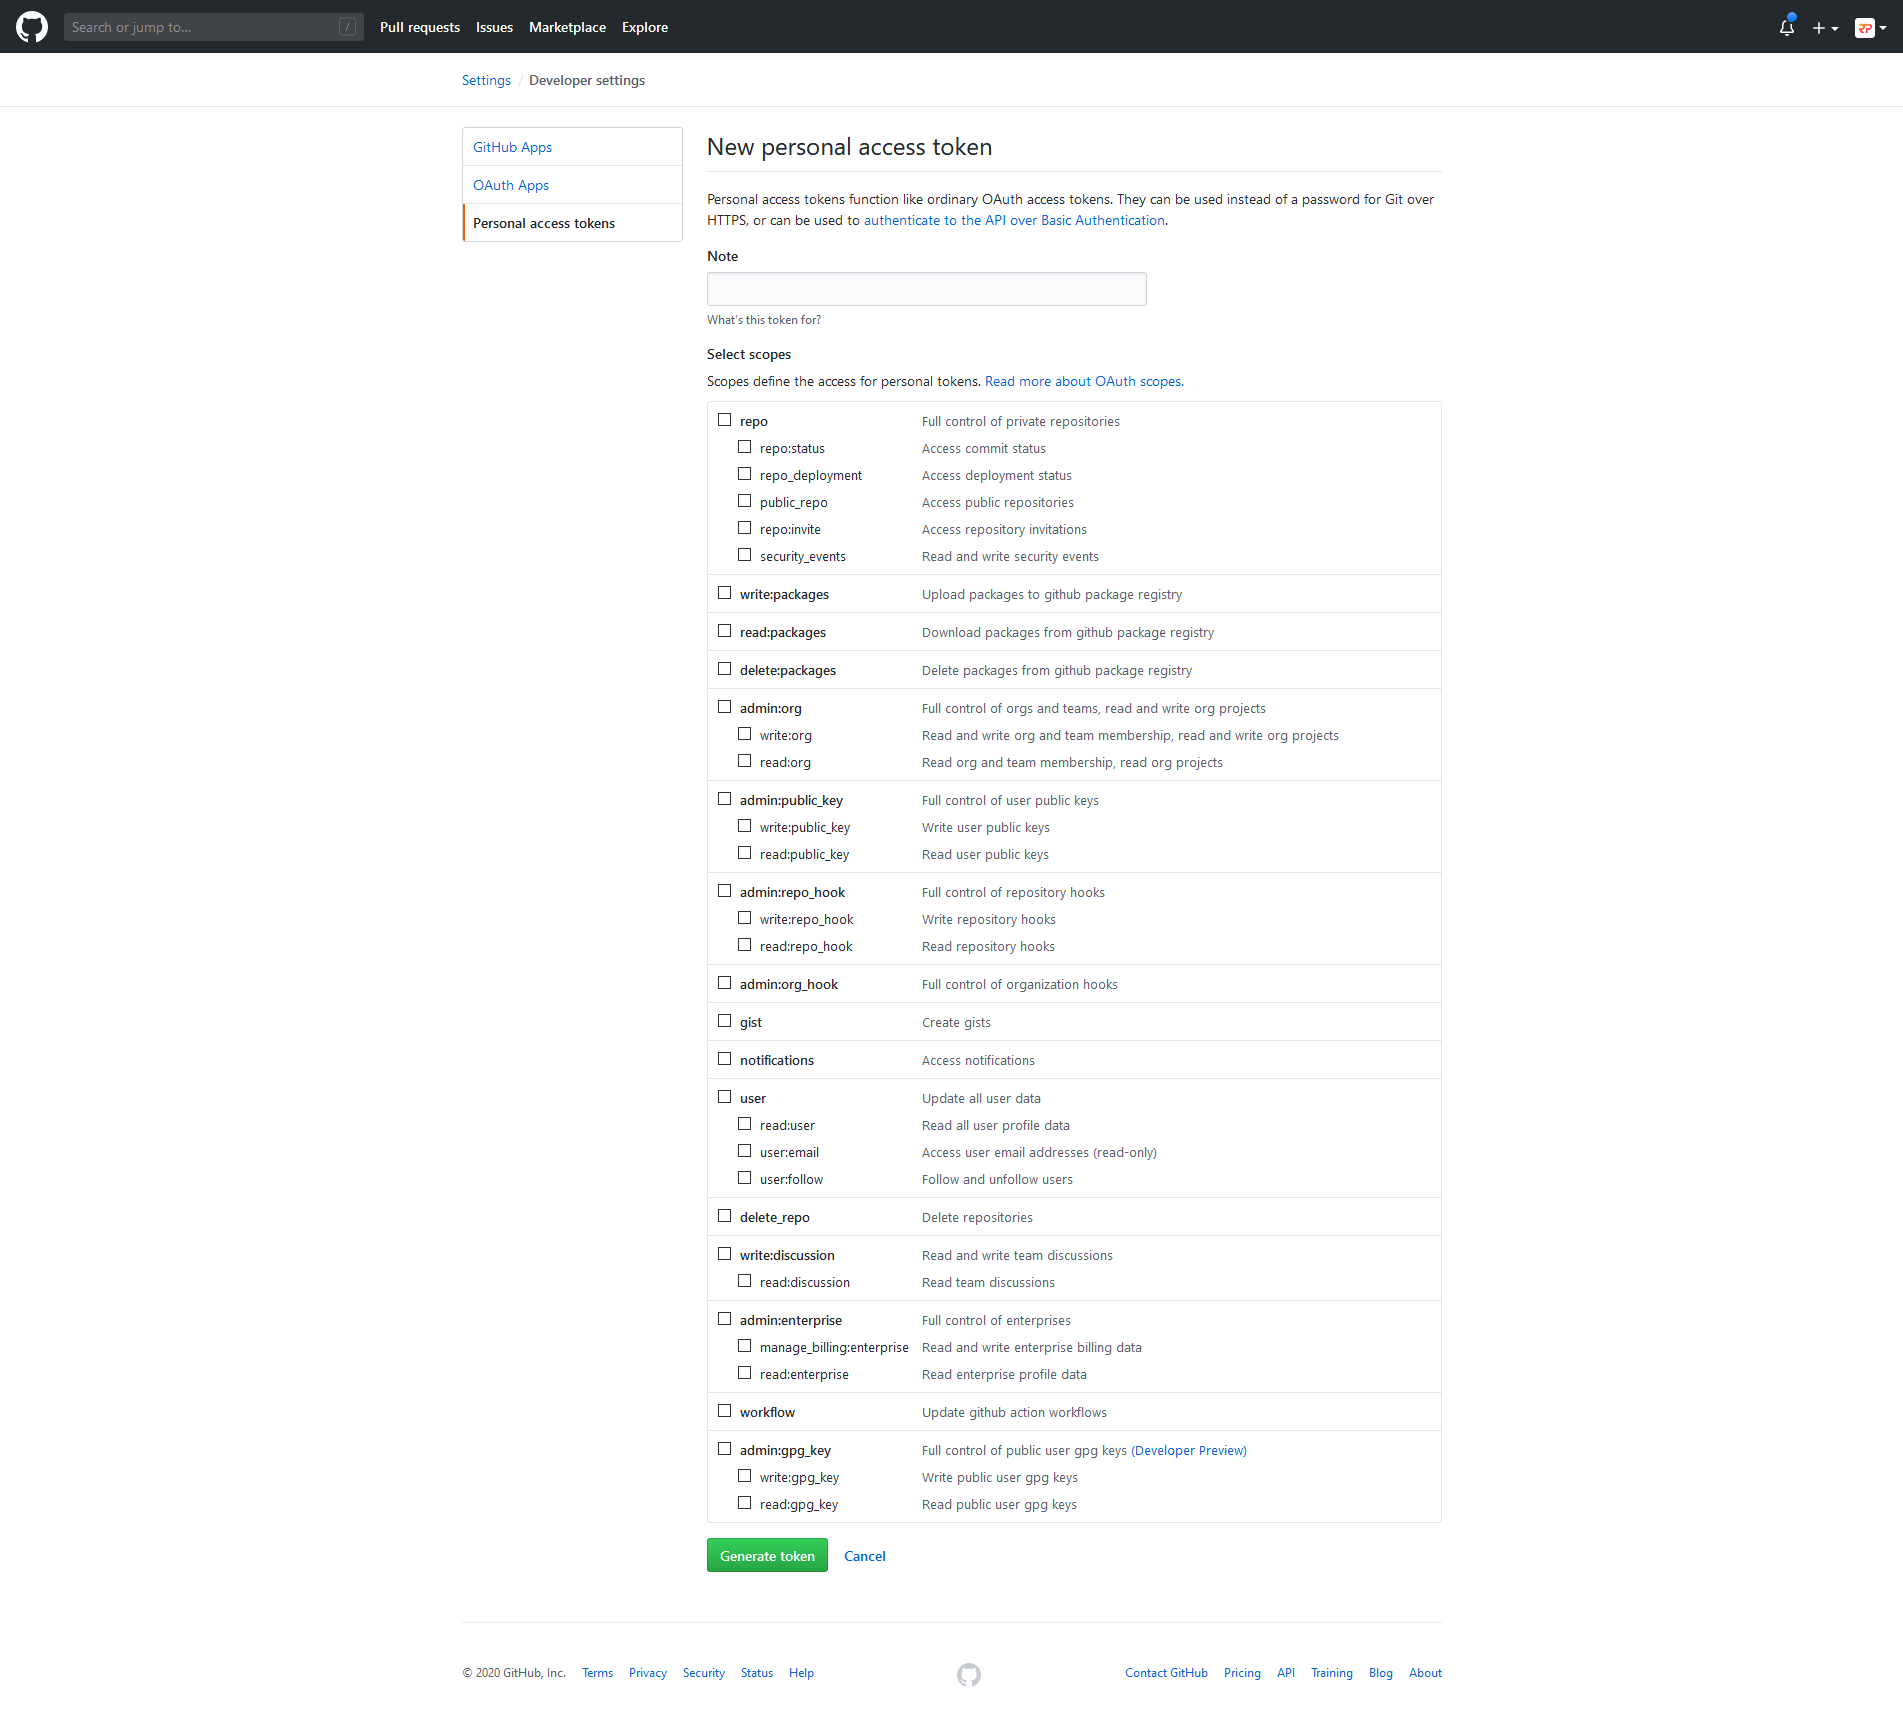 Search or jump to... /
Pull requests Issues Marketplace Explore
Settings / Developer settings
GitHub Apps
OAuth Apps
Personal access tokens
New personal access token
Personal access tokens function like ordinary OAuth access tokens. They can be used instead of a password for Git over
HTTPS, or can be used to authenticate to the API over Basic Authentication.
Note
What's this token for?
Select scopes
Scopes define the access for personal tokens. Read more about OAuth scopes.
repo Full control of private repositories
repo:status Access commit status
repo_deployment Access deployment status
public_repo Access public repositories
repo:invite Access repository invitations
security_events Read and write security events
write:packages Upload packages to github package registry
read:packages Download packages from github package registry
delete:packages Delete packages from github package registry
admin:org Full control of orgs and teams, read and write org projects
write:org Read and write org and team membership, read and write org projects
read:org Read org and team membership, read org projects
admin:public_key Full control of user public keys
write:public_key Write user public keys
read:public_key Read user public keys
admin:repo_hook Full control of repository hooks
write:repo_hook Write repository hooks
read:repo_hook Read repository hooks
admin:org_hook Full control of organization hooks
gist Create gists
notifications Access notifications
user Update all user data
read:user Read all user profile data
user:email Access user email addresses (read-only)
user:follow Follow and unfollow users
delete_repo Delete repositories
write:discussion Read and write team discussions
read:discussion Read team discussions
admin:enterprise Full control of enterprises
manage_billing:enterprise Read and write enterprise billing data
read:enterprise Read enterprise profile data
workflow Update github action workflows
admin:gpg_key Full control of public user gpg keys (Developer Preview)
write:gpg_key Write public user gpg keys
read:gpg_key Read public user gpg keys
Generate token Cancel
© 2020 GitHub, Inc. Terms Privacy Security Status Help Contact GitHub Pricing API Training Blog About